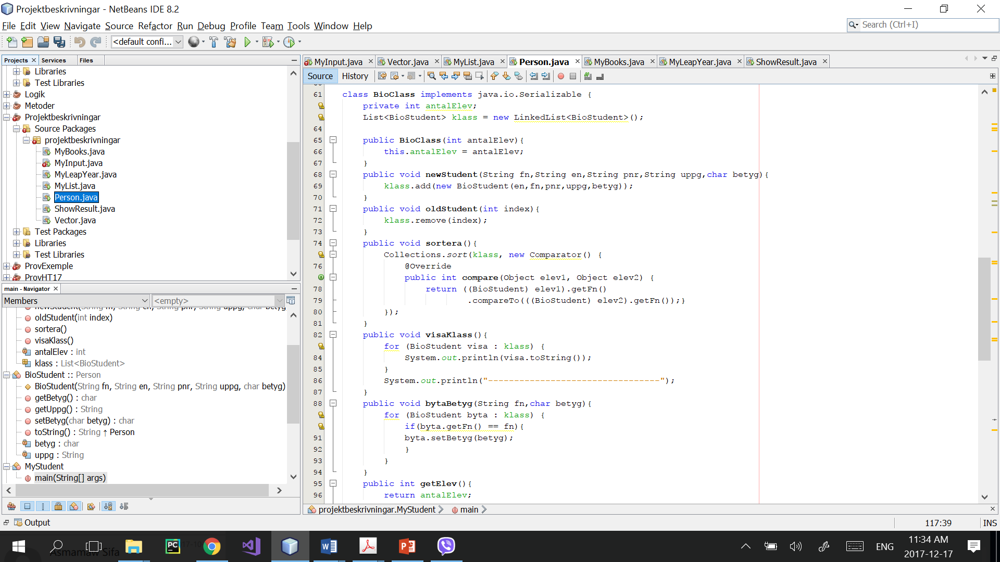 Projektbeskrivningar - NetBeans IDE 8.2
File Edit View Navigate Source Refactor Run Debug Profile Team Tools Window Help
Search (Ctrl+I)
<default confi...
Projects Services Files
Libraries
Test Libraries
Logik
Metoder
Projektbeskrivningar
Source Packages
projektbeskrivningar
MyBooks.java
MyInput.java
MyLeapYear.java
MyList.java
Person.java
ShowResult.java
Vector.java
Test Packages
Libraries
Test Libraries
ProvExemple
ProvHT17
main - Navigator
Members <empty>
newStudent(String fn, String en, String pnr, String uppg, char betyg
oldStudent(int index)
sortera()
visaKlass()
antalElev : int
klass : List<BioStudent>
BioStudent :: Person
BioStudent(String fn, String en, String pnr, String uppg, char betyg)
getBetyg() : char
getUppg() : String
setBetyg(char betyg) : char
toString() : String ↑ Person
betyg : char
uppg : String
MyStudent
main(String[] args)
MyInput.java Vector.java MyList.java Person.java MyBooks.java MyLeapYear.java ShowResult.java
Source History
61 class BioClass implements java.io.Serializable {
private int antalElev;
List<BioStudent> klass = new LinkedList<BioStudent>();
64
65 public BioClass(int antalElev){
66 this.antalElev = antalElev;
67 }
68 public void newStudent(String fn,String en,String pnr,String uppg,char betyg){
69 klass.add(new BioStudent(en,fn,pnr,uppg,betyg));
70 }
71 public void oldStudent(int index){
72 klass.remove(index);
73 }
74 public void sortera(){
Collections.sort(klass, new Comparator() {
76 @Override
public int compare(Object elev1, Object elev2) {
78 return ((BioStudent) elev1).getFn()
79 .compareTo(((BioStudent) elev2).getFn());}
80 });
81 }
82 public void visaKlass(){
for (BioStudent visa : klass) {
84 System.out.println(visa.toString());
85 }
86 System.out.println("---------------------------------");
87 }
88 public void bytaBetyg(String fn,char betyg){
for (BioStudent byta : klass) {
if(byta.getFn() == fn){
91 byta.setBetyg(betyg);
92 }
93 }
94 }
95 public int getElev(){
96 return antalElev;
projektbeskrivningar.MyStudent main
Output
117:39 INS
Asmamaw Sifa
ENG
11:34 AM
2017-12-17